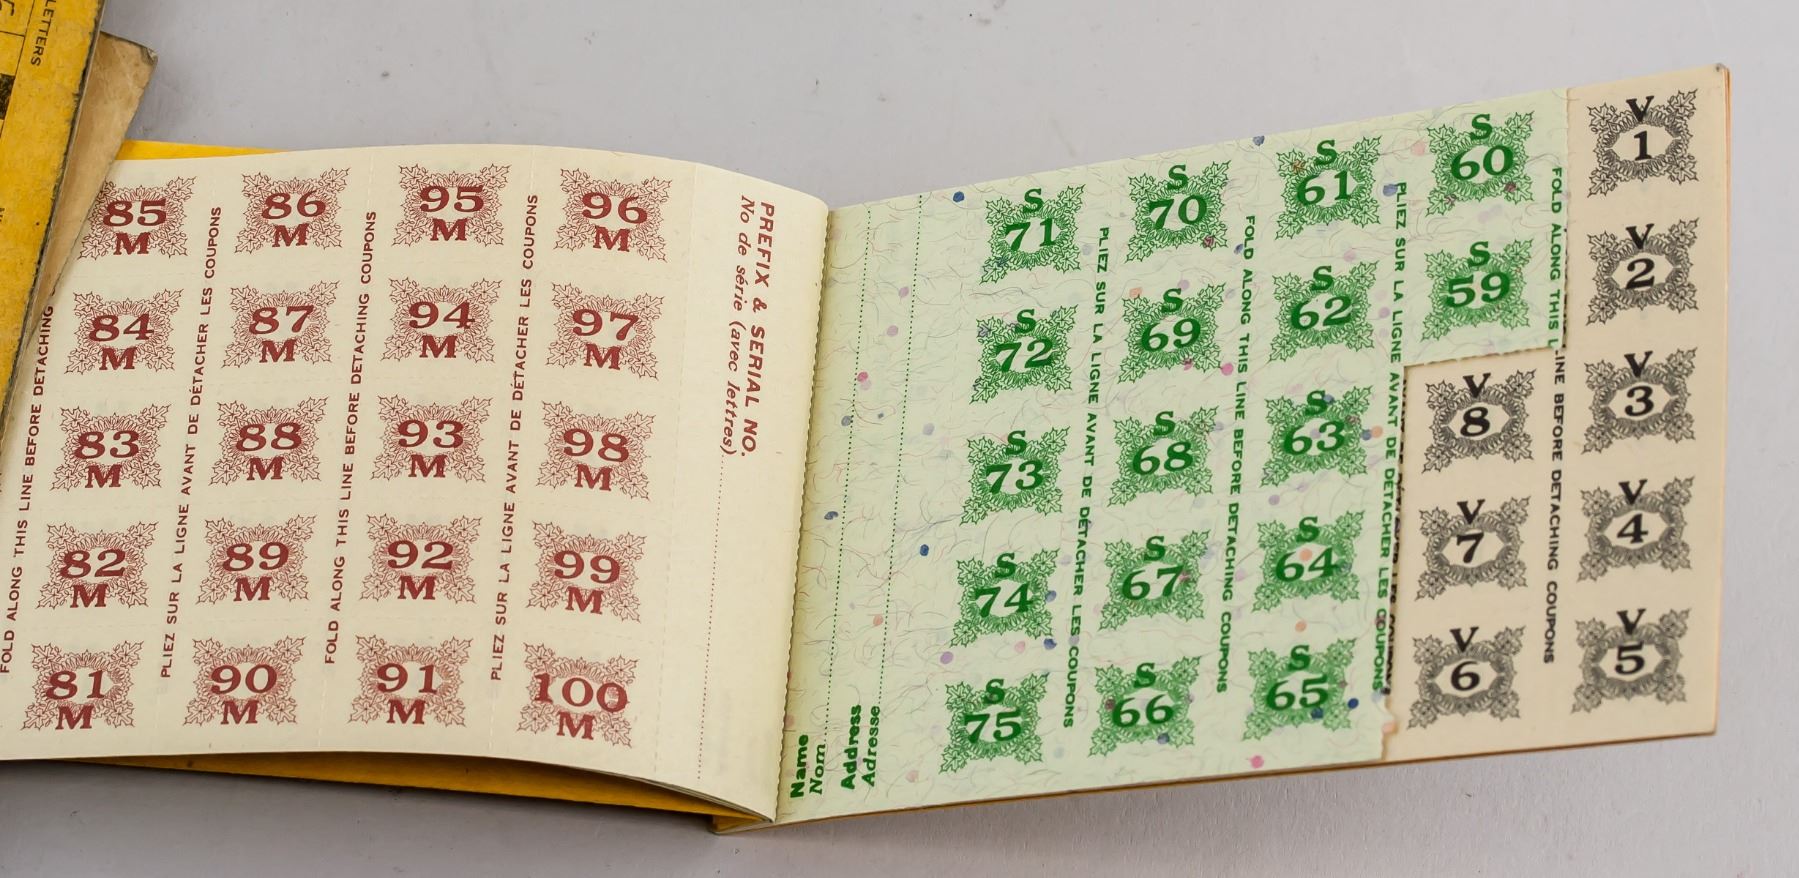 LETTERS
85 M
86 M
95 M
96 M
84 M
87 M
94 M
97 M
83 M
88 M
93 M
98 M
82 M
89 M
92 M
99 M
81 M
90 M
91 M
100 M
FOLD ALONG THIS LINE BEFORE DETACHING
PLIEZ SUR LA LIGNE AVANT DE DÉTACHER LES COUPONS
FOLD ALONG THIS LINE BEFORE DETACHING COUPONS
PLIEZ SUR LA LIGNE AVANT DE DÉTACHER LES COUPONS
PREFIX & SERIAL NO.
No de série (avec lettres)
Name
Nom
Address
Adresse
S 71
S 70
S 61
S 60
S 72
S 69
S 62
S 59
S 73
S 68
S 63
S 74
S 67
S 64
S 75
S 66
S 65
PLIEZ SUR LA LIGNE AVANT DE DÉTACHER LES COUPONS
FOLD ALONG THIS LINE BEFORE DETACHING COUPONS
PLIEZ SUR LA LIGNE AVANT DE DÉTACHER LES COUPONS
FOLD ALONG THIS LINE BEFORE DETACHING COUPONS
V 1
V 2
V 8
V 3
V 7
V 4
V 6
V 5